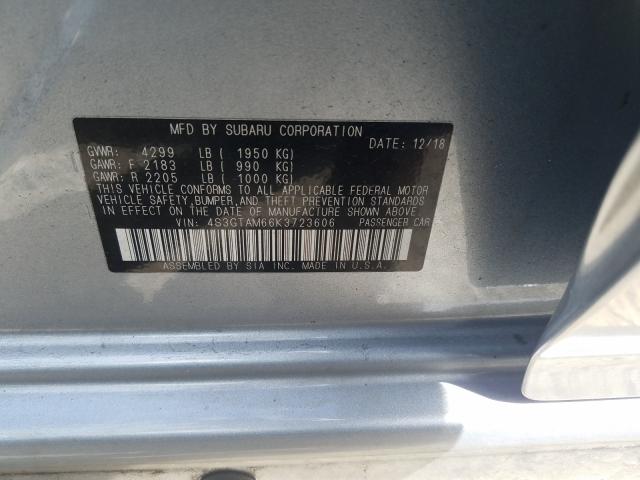 MFD BY SUBARU CORPORATION
DATE: 12/18
GVWR: 4299 LB ( 1950 KG)
GAWR: F 2183 LB ( 990 KG)
GAWR: R 2205 LB ( 1000 KG)
THIS VEHICLE CONFORMS TO ALL APPLICABLE FEDERAL MOTOR
VEHICLE SAFETY, BUMPER, AND THEFT PREVENTION STANDARDS
IN EFFECT ON THE DATE OF MANUFACTURE SHOWN ABOVE.
VIN: 4S3GTAM66K3723606 PASSENGER CAR
ASSEMBLED BY SIA INC. MADE IN U.S.A.